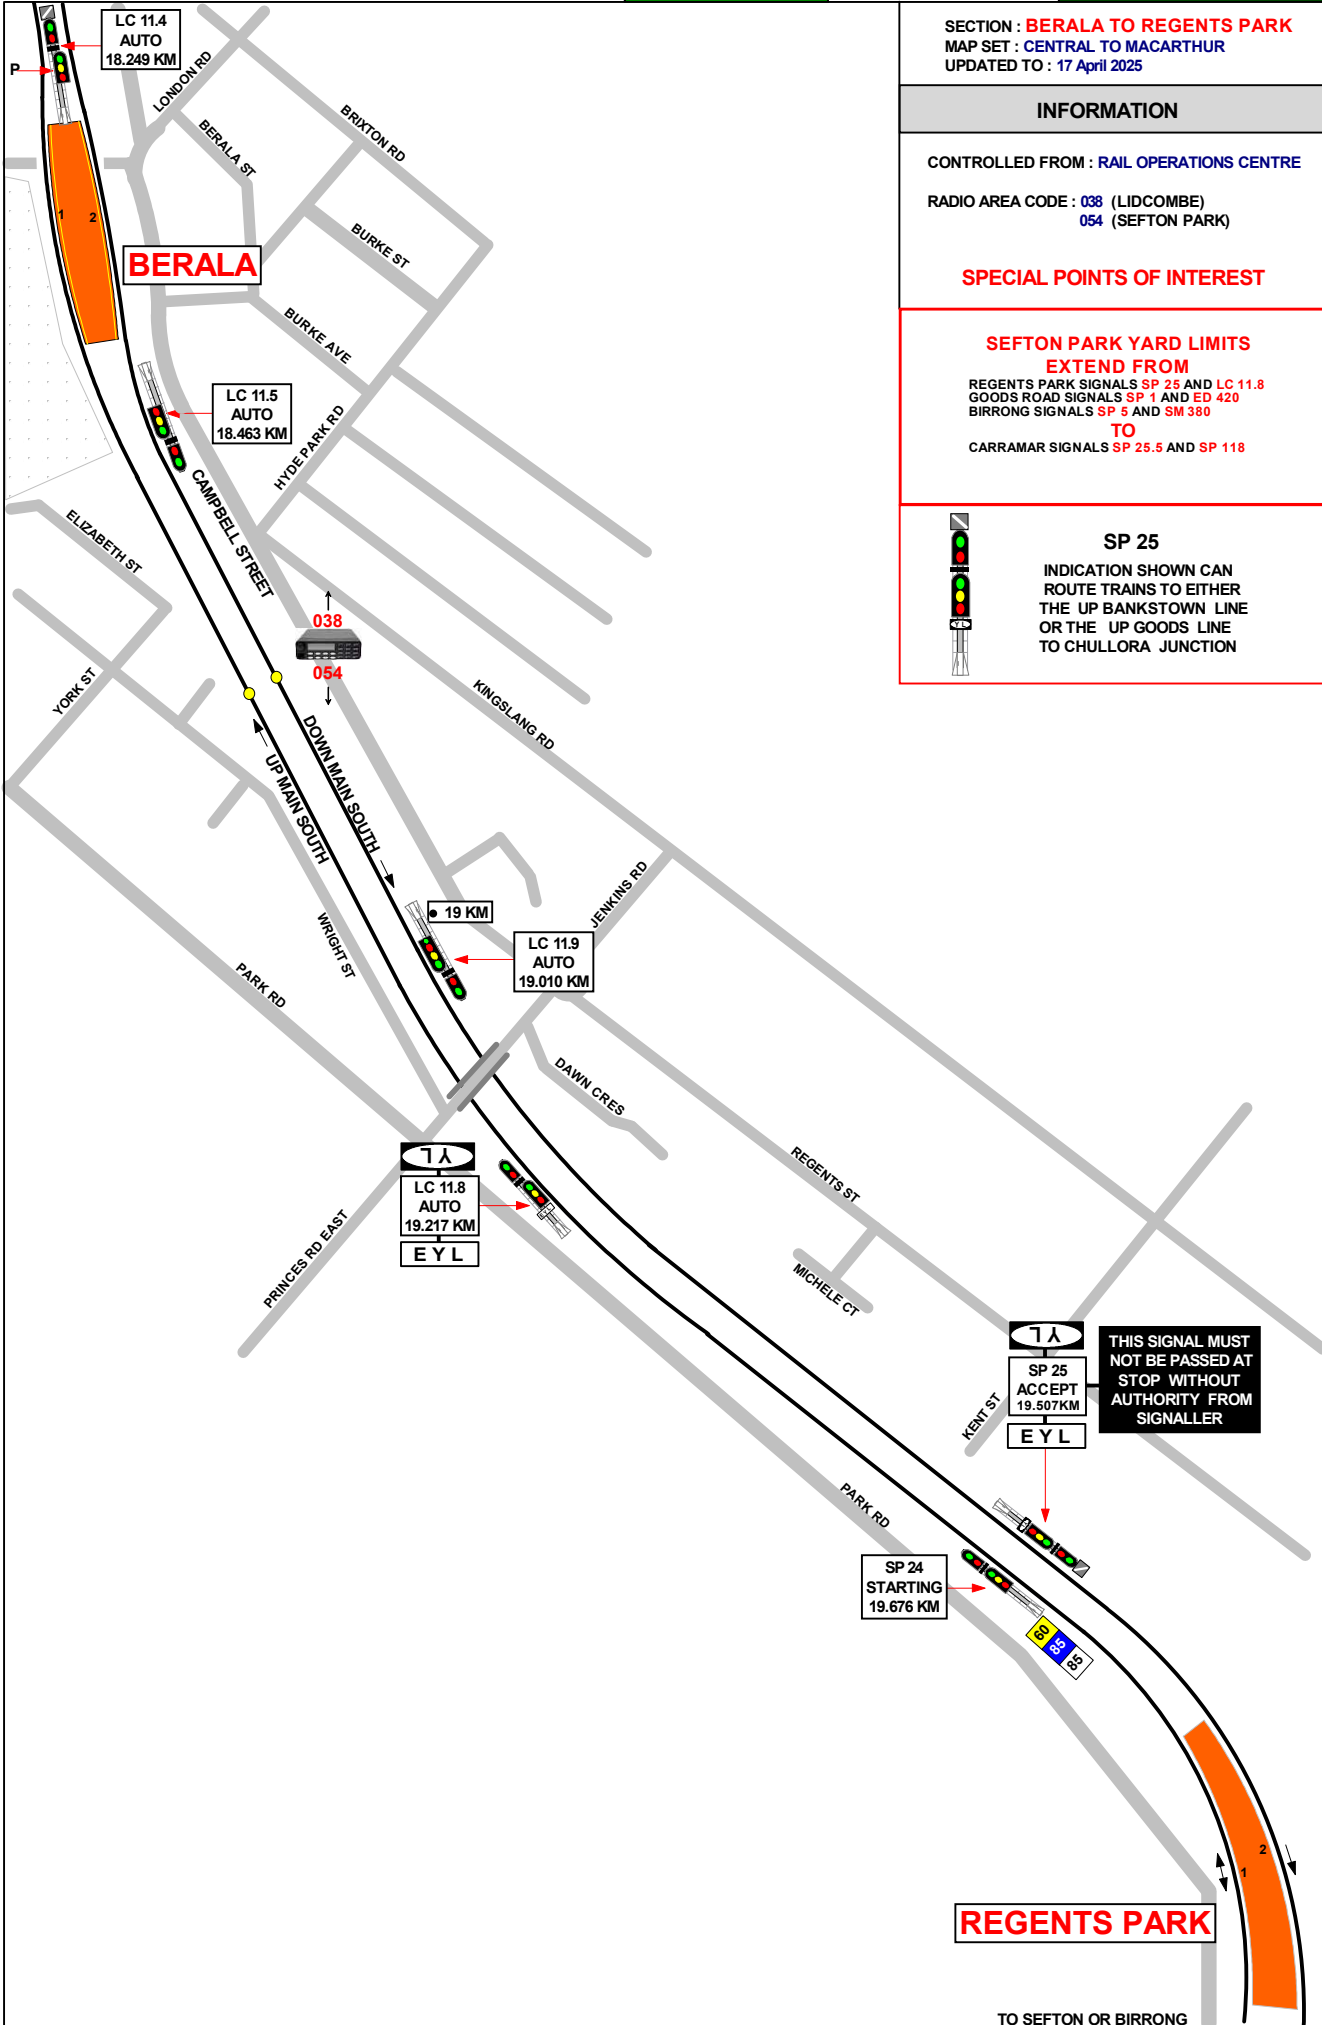 SECTION : BERALA TO REGENTS PARK
MAP SET : CENTRAL TO MACARTHUR
UPDATED TO : 17 April 2025
INFORMATION
CONTROLLED FROM : RAIL OPERATIONS CENTRE
RADIO AREA CODE : 038 (LIDCOMBE)
054 (SEFTON PARK)
SPECIAL POINTS OF INTEREST
SEFTON PARK YARD LIMITS
EXTEND FROM
REGENTS PARK SIGNALS SP 25 AND LC 11.8
GOODS ROAD SIGNALS SP 1 AND ED 420
BIRRONG SIGNALS SP 5 AND SM 380
TO
CARRAMAR SIGNALS SP 25.5 AND SP 118
SP 25
INDICATION SHOWN CAN
ROUTE TRAINS TO EITHER
THE UP BANKSTOWN LINE
OR THE UP GOODS LINE
TO CHULLORA JUNCTION
YL
LC 11.4
AUTO
18.249 KM
P
LONDON RD
BRIXTON RD
BERALA ST
1
2
BURKE ST
BERALA
BURKE AVE
LC 11.5
AUTO
18.463 KM
HYDE PARK RD
CAMPBELL STREET
ELIZABETH ST
038
054
YORK ST
KINGSLANG RD
UP MAIN SOUTH
DOWN MAIN SOUTH
19 KM
JENKINS RD
WRIGHT ST
LC 11.9
AUTO
19.010 KM
PARK RD
DAWN CRES
YL
LC 11.8
AUTO
19.217 KM
E Y L
REGENTS ST
PRINCES RD EAST
MICHELE CT
YL
SP 25
ACCEPT
19.507KM
E Y L
THIS SIGNAL MUST
NOT BE PASSED AT
STOP WITHOUT
AUTHORITY FROM
SIGNALLER
KENT ST
PARK RD
SP 24
STARTING
19.676 KM
60
85
85
2
1
REGENTS PARK
TO SEFTON OR BIRRONG